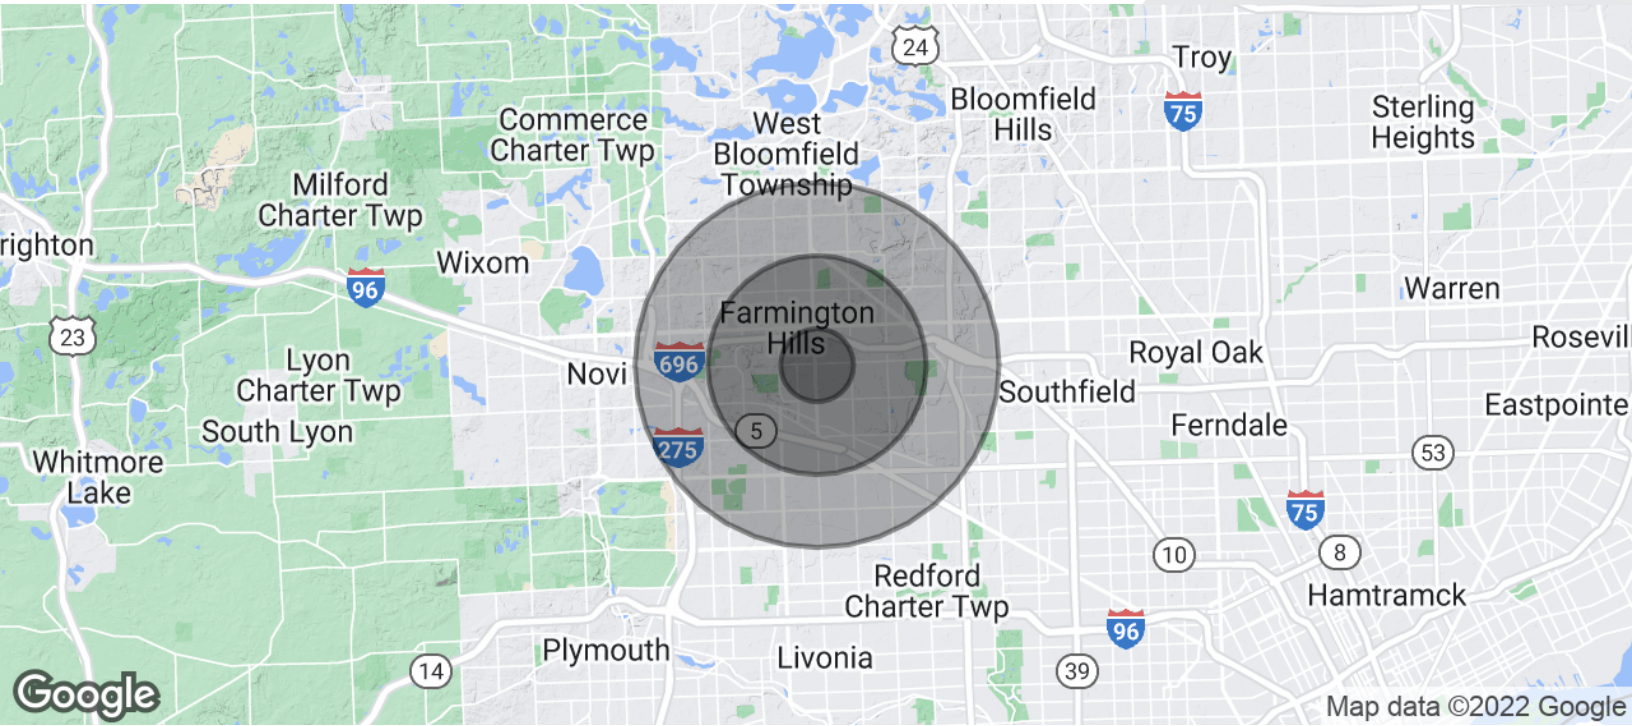 24
Troy
Bloomfield
Hills
75
Sterling
Heights
Commerce
Charter Twp
West
Bloomfield
Township
Milford
Charter Twp
righton
Wixom
96
Warren
23
Farmington
Hills
Rosevill
Lyon
Charter Twp
Novi
696
Royal Oak
Southfield
Eastpointe
South Lyon
5
Ferndale
275
53
Whitmore
Lake
75
10
8
Redford
Charter Twp
Hamtramck
96
Plymouth
Livonia
14
39
Google
Map data ©2022 Google